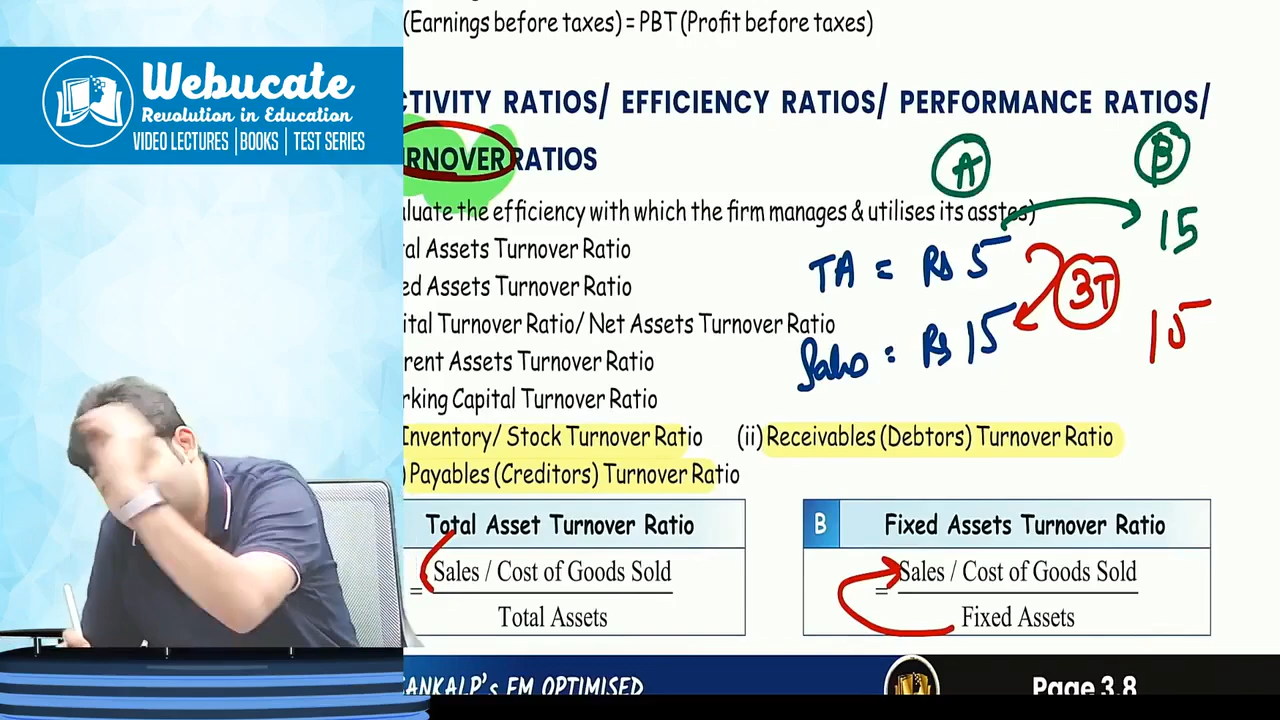 (Earnings before taxes) = PBT (Profit before taxes)
Webucate
Revolution in Education
VIDEO LECTURES | BOOKS | TEST SERIES
CTIVITY RATIOS/ EFFICIENCY RATIOS/ PERFORMANCE RATIOS/
URNOVER RATIOS
A B
aluate the efficiency with which the firm manages & utilises its asstes)
15
tal Assets Turnover Ratio
TA = Rs 5
ed Assets Turnover Ratio
3T
ital Turnover Ratio/ Net Assets Turnover Ratio
Sales = Rs 15
15
rent Assets Turnover Ratio
rking Capital Turnover Ratio
Inventory/ Stock Turnover Ratio (ii) Receivables (Debtors) Turnover Ratio
) Payables (Creditors) Turnover Ratio
Total Asset Turnover Ratio
= Sales / Cost of Goods Sold
Total Assets
B Fixed Assets Turnover Ratio
= Sales / Cost of Goods Sold
Fixed Assets
SANKALP's FM OPTIMISED
Page 3.8